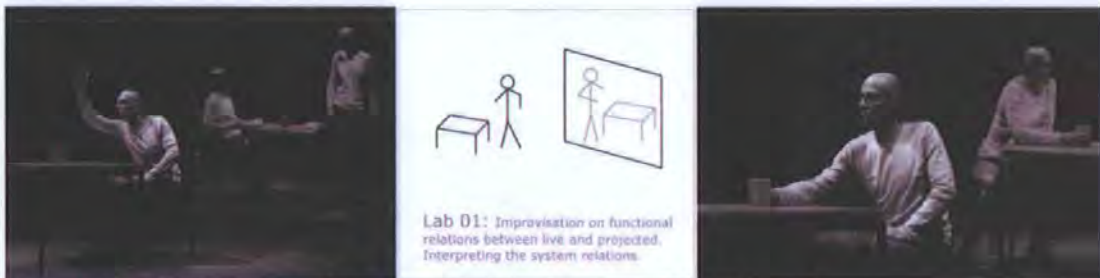 Lab 01: Improvisation on functional
relations between live and projected.
Interpreting the system relations.